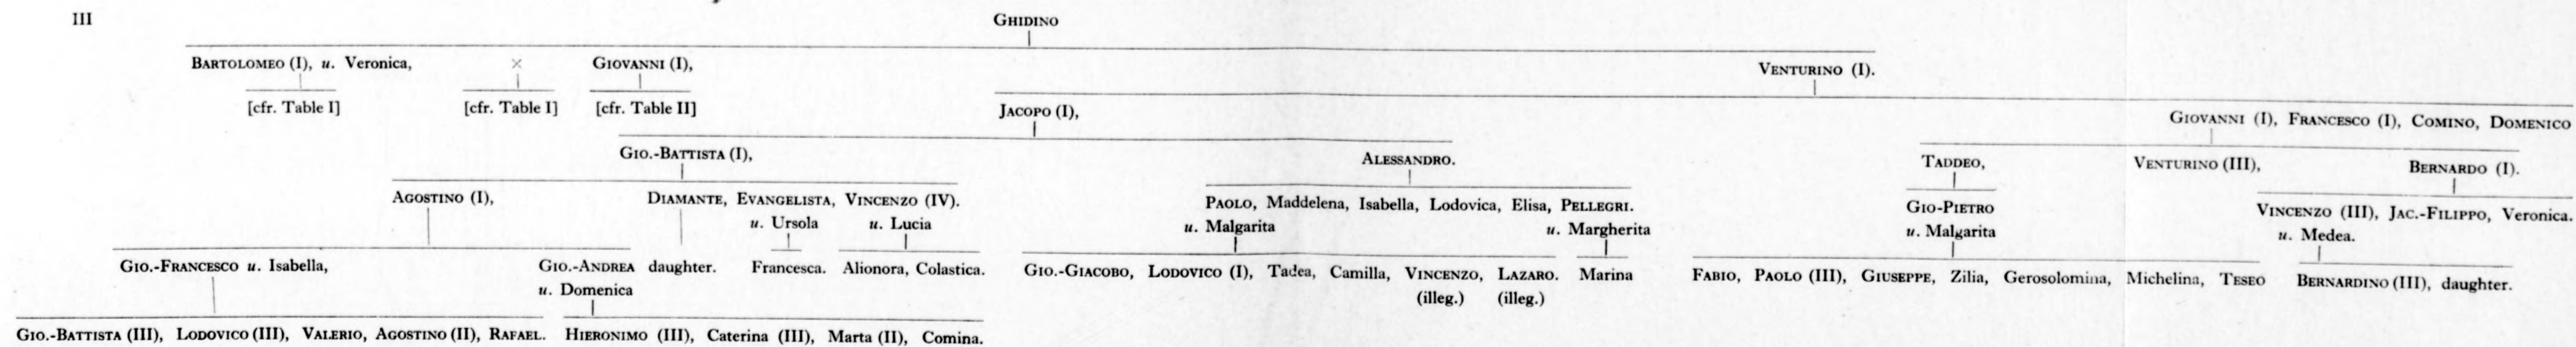 III
GHIDINO
BARTOLOMEO (I), u. Veronica, × GIOVANNI (I), VENTURINO (I).
[cfr. Table I] [cfr. Table I] [cfr. Table II] JACOPO (I), GIOVANNI (I), FRANCESCO (I), COMINO, DOMENICO
GIO.-BATTISTA (I), ALESSANDRO. TADDEO, VENTURINO (III), BERNARDO (I).
AGOSTINO (I), DIAMANTE, EVANGELISTA, VINCENZO (IV). PAOLO, Maddelena, Isabella, Lodovica, Elisa, PELLEGRI. GIO-PIETRO VINCENZO (III), JAC.-FILIPPO, Veronica.
u. Ursola u. Lucia u. Malgarita u. Margherita u. Malgarita u. Medea.
GIO.-FRANCESCO u. Isabella, GIO.-ANDREA daughter. Francesca. Alionora, Colastica. GIO.-GIACOBO, LODOVICO (I), Tadea, Camilla, VINCENZO, LAZARO. Marina FABIO, PAOLO (III), GIUSEPPE, Zilia, Gerosolomina, Michelina, TESEO BERNARDINO (III), daughter.
u. Domenica (illeg.) (illeg.)
GIO.-BATTISTA (III), LODOVICO (III), VALERIO, AGOSTINO (II), RAFAEL. HIERONIMO (III), Caterina (III), Marta (II), Comina.